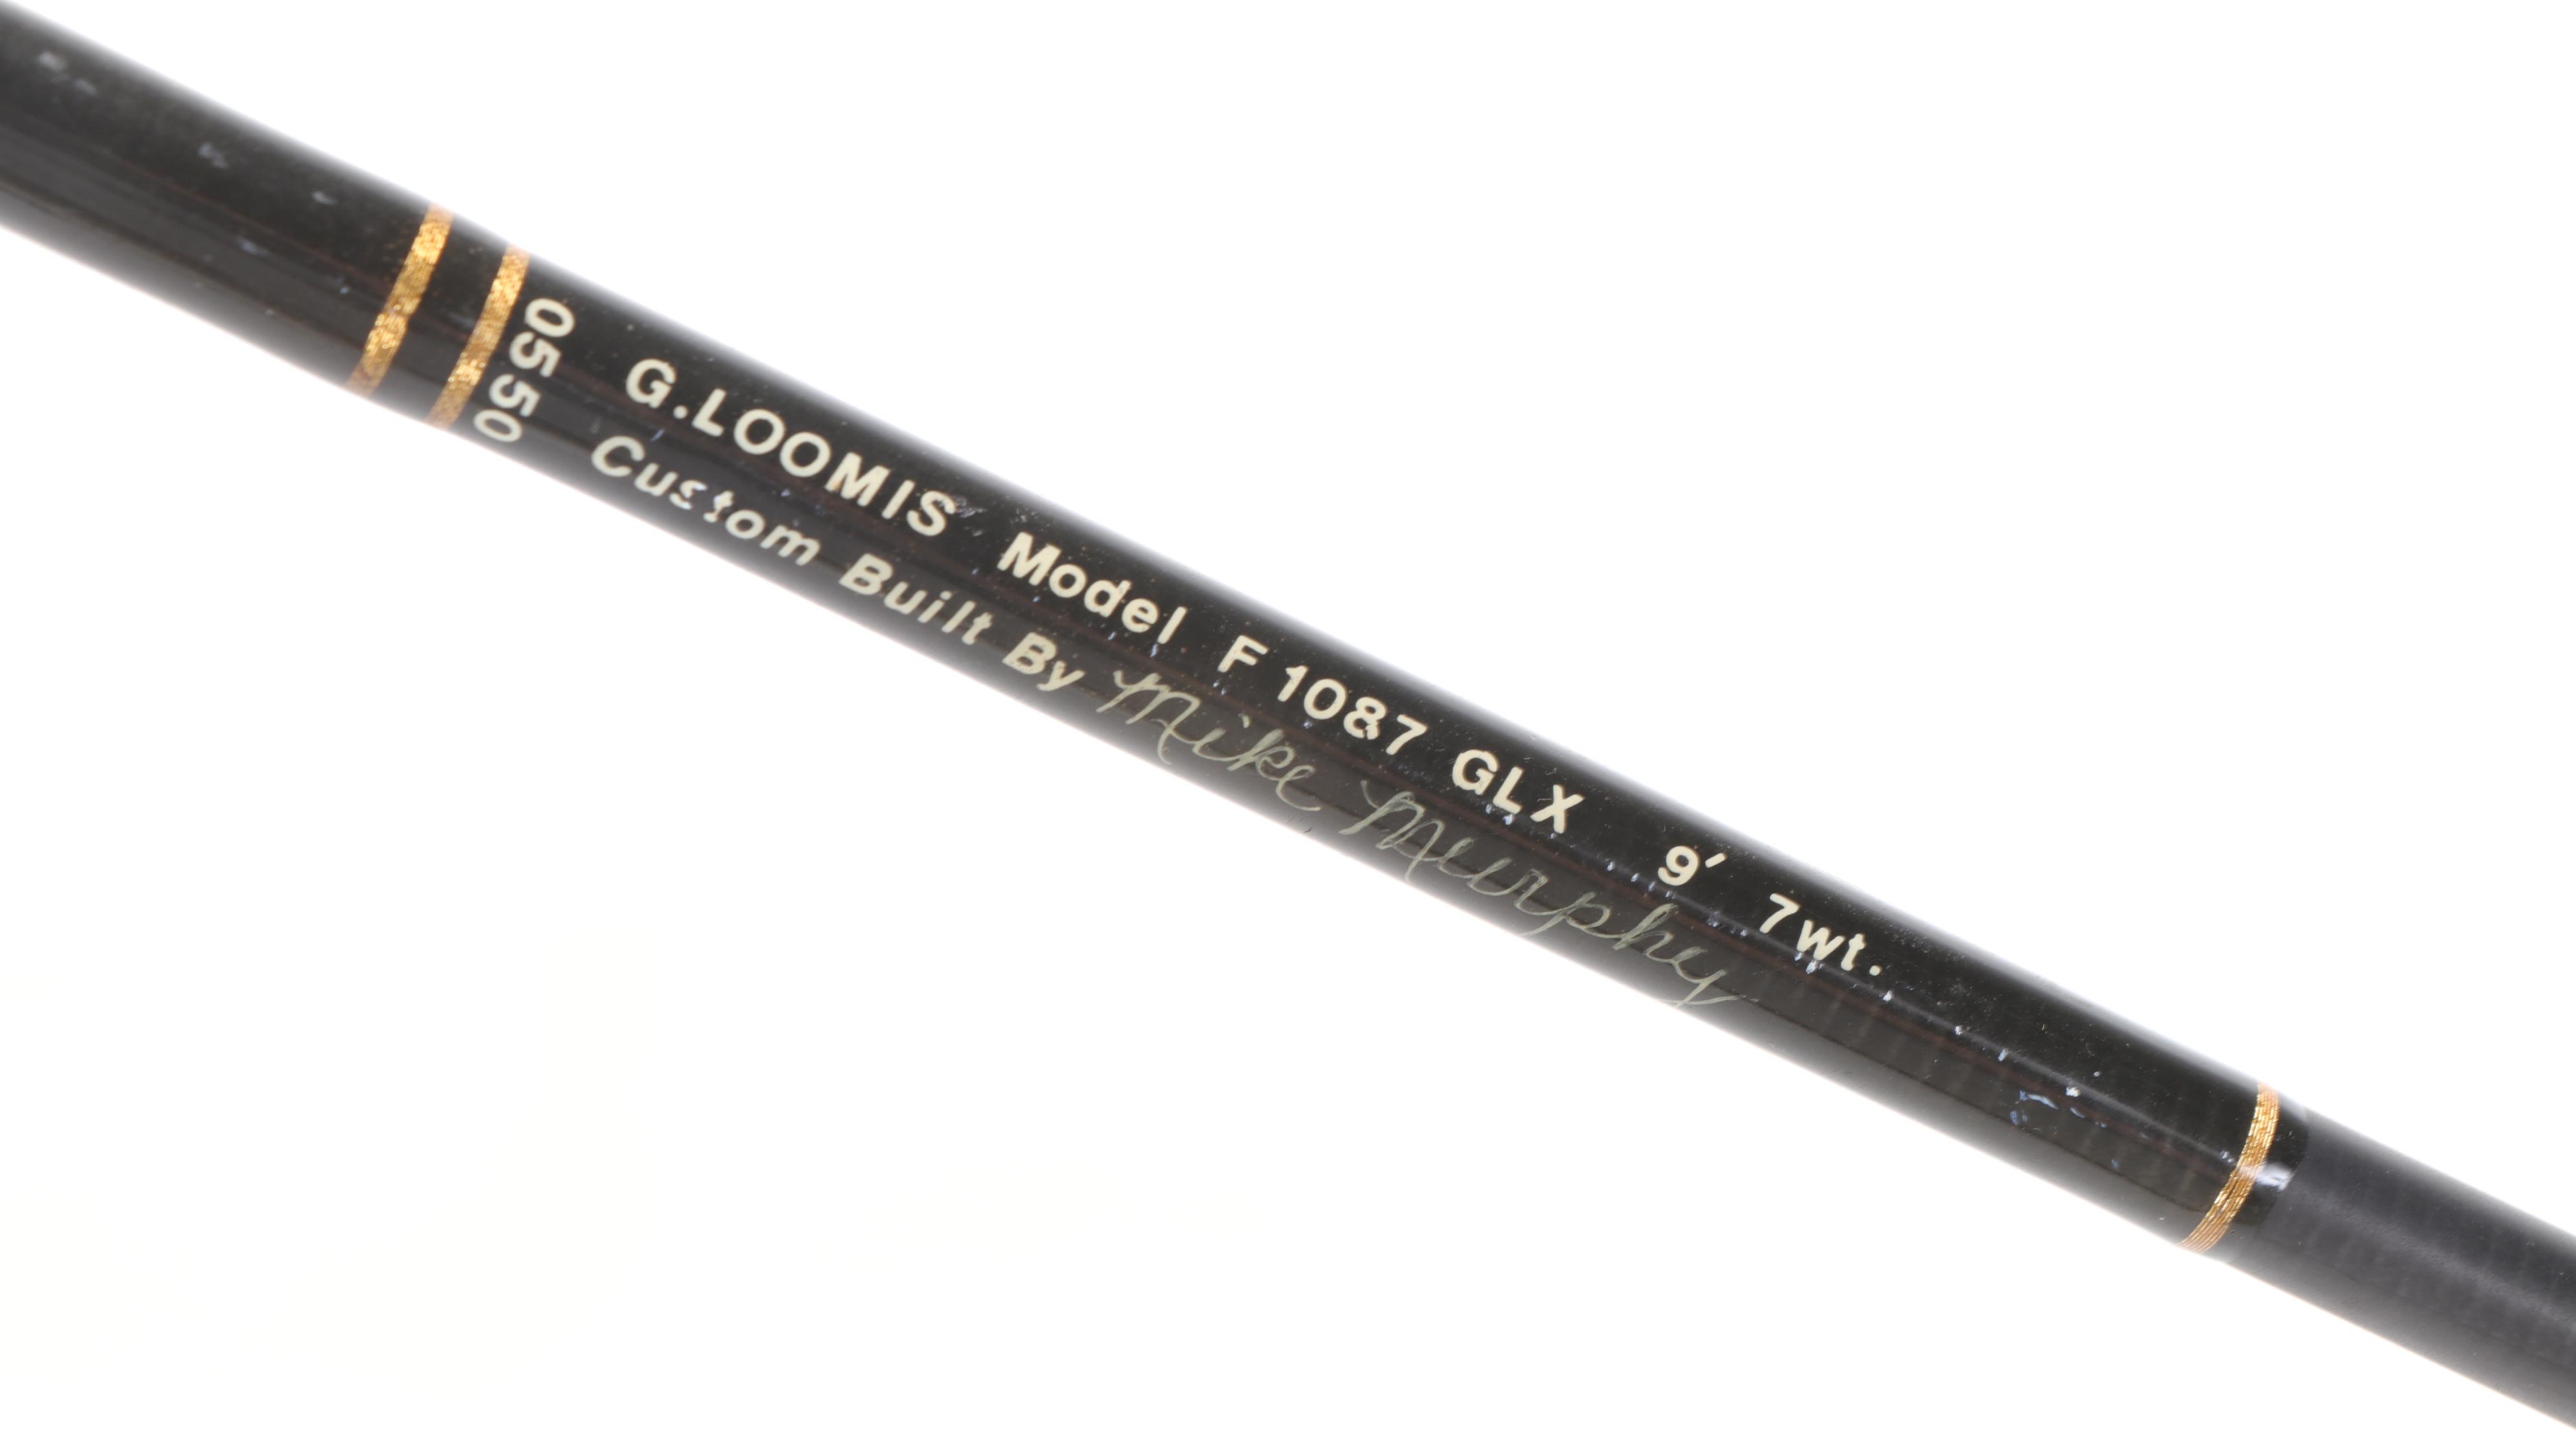 0550
G.LOOMIS Model F 1087 GLX 9' 7wt.
Custom Built By Mike Murphy